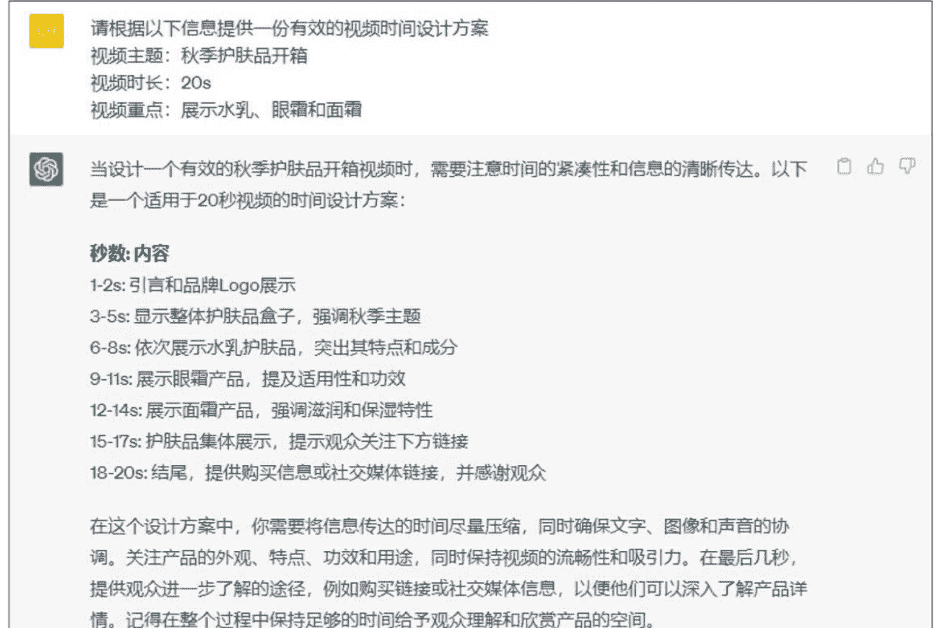 请根据以下信息提供一份有效的视频时间设计方案
视频主题：秋季护肤品开箱
视频时长：20s
视频重点：展示水乳、眼霜和面霜
当设计一个有效的秋季护肤品开箱视频时，需要注意时间的紧凑性和信息的清晰传达。以下
是一个适用于20秒视频的时间设计方案：
秒数: 内容
1-2s: 引言和品牌Logo展示
3-5s: 显示整体护肤品盒子，强调秋季主题
6-8s: 依次展示水乳护肤品，突出其特点和成分
9-11s: 展示眼霜产品，提及适用性和功效
12-14s: 展示面霜产品，强调滋润和保湿特性
15-17s: 护肤品集体展示，提示观众关注下方链接
18-20s: 结尾，提供购买信息或社交媒体链接，并感谢观众
在这个设计方案中，你需要将信息传达的时间尽量压缩，同时确保文字、图像和声音的协
调。关注产品的外观、特点、功效和用途，同时保持视频的流畅性和吸引力。在最后几秒，
提供观众进一步了解的途径，例如购买链接或社交媒体信息，以便他们可以深入了解产品详
情。记得在整个过程中保持足够的时间给予观众理解和欣赏产品的空间。